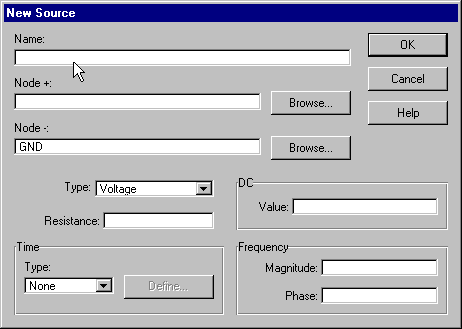 New Source
Name:
OK
Node +:
Browse...
Cancel
Help
Node -:
GND
Browse...
Type: Voltage
Resistance:
DC
Value:
Time
Type:
None
Define...
Frequency
Magnitude:
Phase: